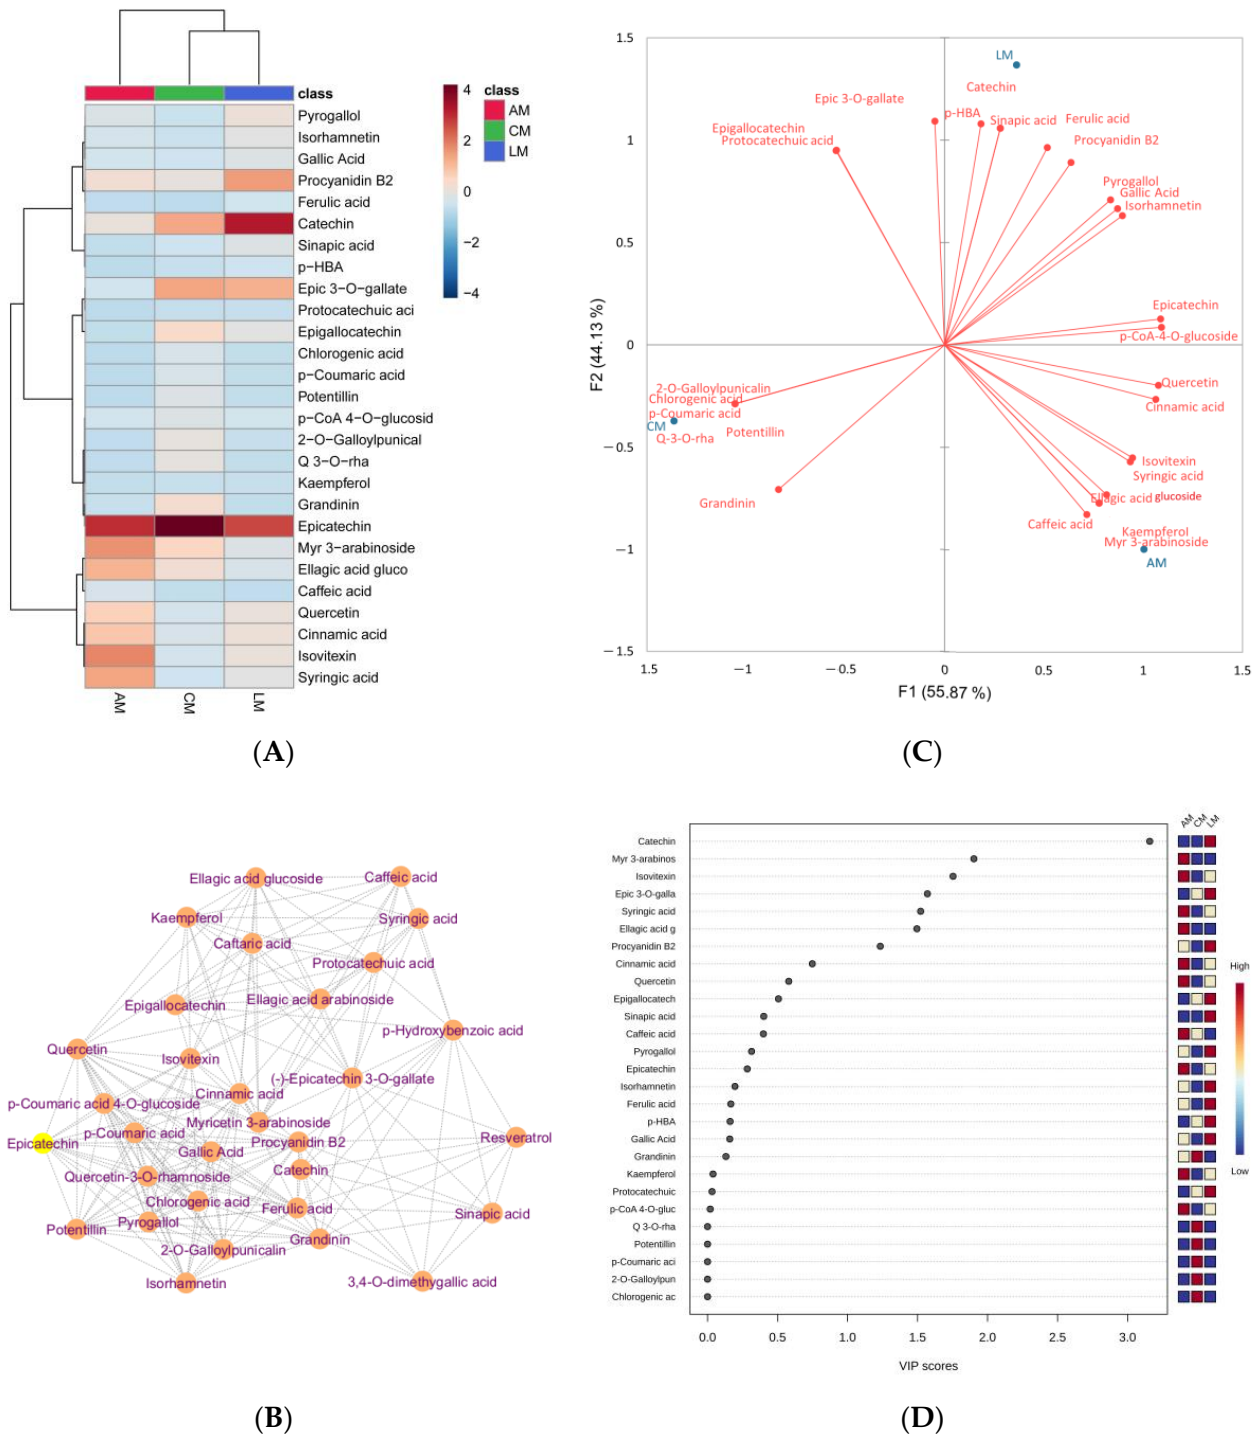 class
Pyrogallol
Isorhamnetin
Gallic Acid
Procyanidin B2
Ferulic acid
Catechin
Sinapic acid
p−HBA
Epic 3−O−gallate
Protocatechuic aci
Epigallocatechin
Chlorogenic acid
p−Coumaric acid
Potentillin
p−CoA 4−O−glucosid
2−O−Galloylpunical
Q 3−O−rha
Kaempferol
Grandinin
Epicatechin
Myr 3−arabinoside
Ellagic acid gluco
Caffeic acid
Quercetin
Cinnamic acid
Isovitexin
Syringic acid
AM
CM
LM
4
2
0
−2
−4
class
AM
CM
LM
(A)
1.5
1
0.5
0
−0.5
−1
−1.5
F2 (44.13 %)
LM
Catechin
Epic 3-O-gallate
p-HBA
Sinapic acid
Ferulic acid
Epigallocatechin
Protocatechuic acid
Procyanidin B2
Pyrogallol
Gallic Acid
Isorhamnetin
Epicatechin
p-CoA-4-O-glucoside
Quercetin
Cinnamic acid
2-O-Galloylpunicalin
Chlorogenic acid
p-Coumaric acid
CM
Q-3-O-rha
Potentillin
Grandinin
Isovitexin
Syringic acid
Ellagic acid glucoside
Caffeic acid
Kaempferol
Myr 3-arabinoside
AM
1.5
−1
−0.5
0
0.5
1
1.5
F1 (55.87 %)
(C)
Ellagic acid glucoside
Caffeic acid
Kaempferol
Syringic acid
Caftaric acid
Protocatechuic acid
Epigallocatechin
Ellagic acid arabinoside
p-Hydroxybenzoic acid
Quercetin
Isovitexin
(-)-Epicatechin 3-O-gallate
Cinnamic acid
p-Coumaric acid 4-O-glucoside
Myricetin 3-arabinoside
p-Coumaric acid
Epicatechin
Procyanidin B2
Resveratrol
Gallic Acid
Catechin
Quercetin-3-O-rhamnoside
Chlorogenic acid
Ferulic acid
Sinapic acid
Pyrogallol
Potentillin
Grandinin
2-O-Galloylpunicalin
Isorhamnetin
3,4-O-dimethygallic acid
(B)
AM
CM
LM
Catechin
Myr 3-arabinos
Isovitexin
Epic 3-O-galla
Syringic acid
Ellagic acid g
Procyanidin B2
Cinnamic acid
Quercetin
Epigallocatech
Sinapic acid
Caffeic acid
Pyrogallol
Epicatechin
Isorhamnetin
Ferulic acid
p-HBA
Gallic Acid
Grandinin
Kaempferol
Protocatechuic
p-CoA 4-O-gluc
Q 3-O-rha
Potentillin
p-Coumaric aci
2-O-Galloylpun
Chlorogenic ac
High
Low
0.0
0.5
1.0
1.5
2.0
2.5
3.0
VIP scores
(D)